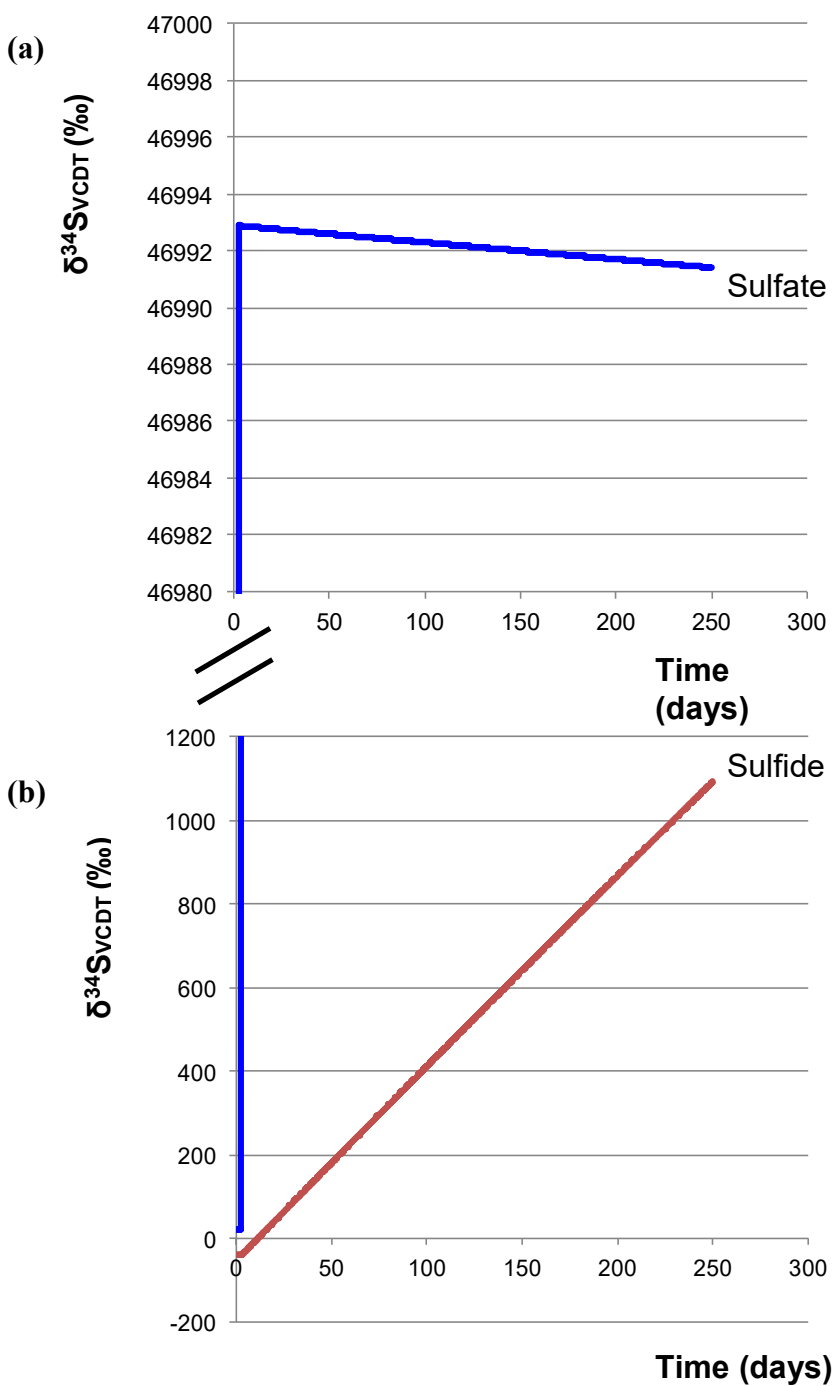 (a)
δ³⁴SVCDT (‰)
47000
46998
46996
46994
46992
46990
46988
46986
46984
46982
46980
0 50 100 150 200 250 300
Sulfate
Time
(days)
(b)
δ³⁴SVCDT (‰)
1200
1000
800
600
400
200
0
-200
0 50 100 150 200 250 300
Sulfide
Time (days)